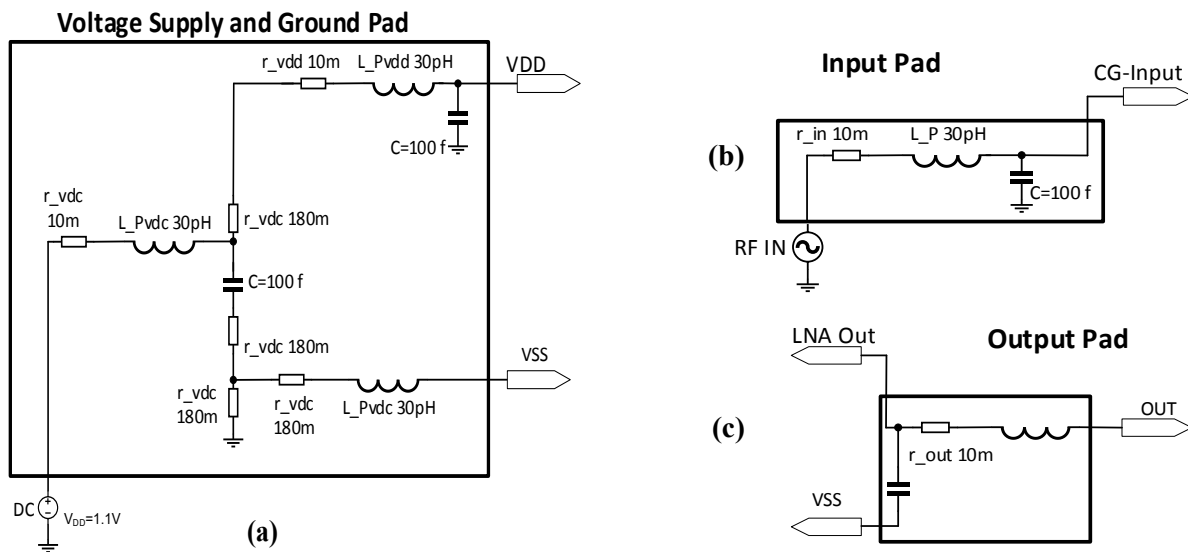 Voltage Supply and Ground Pad
r_vdd 10m
L_Pvdd 30pH
VDD
C=100 f
r_vdc
10m
L_Pvdc 30pH
r_vdc 180m
C=100 f
r_vdc 180m
r_vdc
180m
r_vdc
180m
L_Pvdc 30pH
VSS
DC
+
−
VDD=1.1V
(a)
Input Pad
CG-Input
(b)
r_in 10m
L_P 30pH
C=100 f
RF IN
LNA Out
Output Pad
(c)
r_out 10m
OUT
VSS